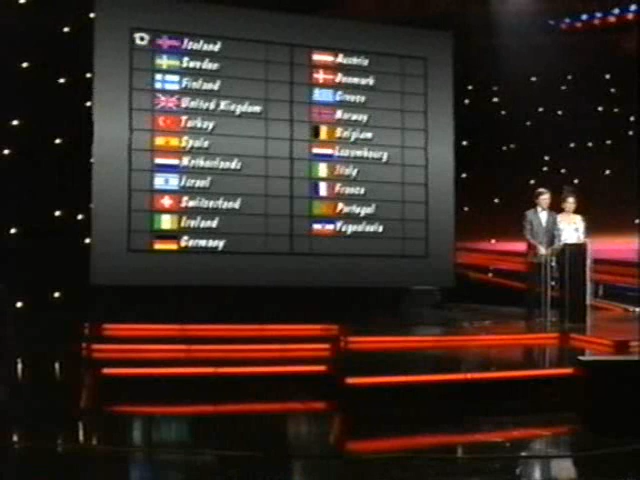 Iceland
Sweden
Finland
United Kingdom
Turkey
Spain
Netherlands
Israel
Switzerland
Ireland
Germany
Austria
Denmark
Greece
Norway
Belgium
Luxembourg
Italy
France
Portugal
Yugoslavia